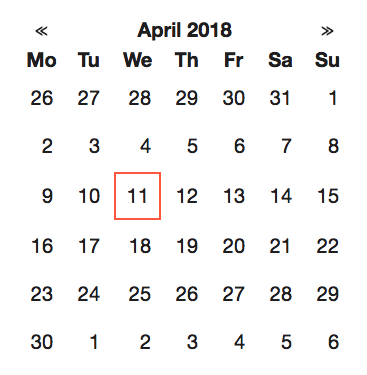 « April 2018 »
Mo Tu We Th Fr Sa Su
26 27 28 29 30 31 1
2 3 4 5 6 7 8
9 10 11 12 13 14 15
16 17 18 19 20 21 22
23 24 25 26 27 28 29
30 1 2 3 4 5 6